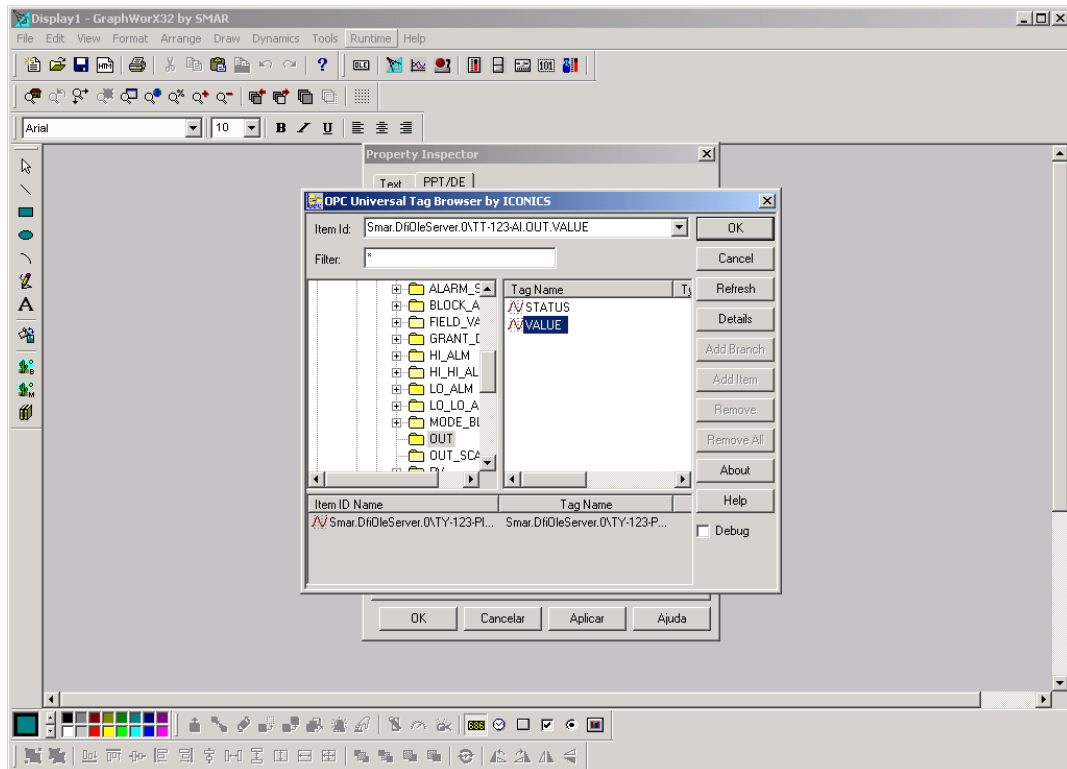 Display1 - GraphWorX32 by SMAR
File Edit View Format Arrange Draw Dynamics Tools Runtime Help
Arial 10 B I U
Property Inspector
Text PPT/DE
OPC Universal Tag Browser by ICONICS
Item Id: Smar.DfiOleServer.0\TT-123-AI.OUT.VALUE OK
Filter: * Cancel
ALARM_S Tag Name Ty Refresh
BLOCK_A STATUS
FIELD_VA VALUE Details
GRANT_D
HI_ALM Add Branch
HI_HI_AL Add Item
LO_ALM
LO_LO_A Remove
MODE_BL
OUT Remove All
OUT_SCA
PV About
Item ID Name Tag Name Help
Smar.DfiOleServer.0\TY-123-PI... Smar.DfiOleServer.0\TY-123-P... Debug
OK Cancelar Aplicar Ajuda